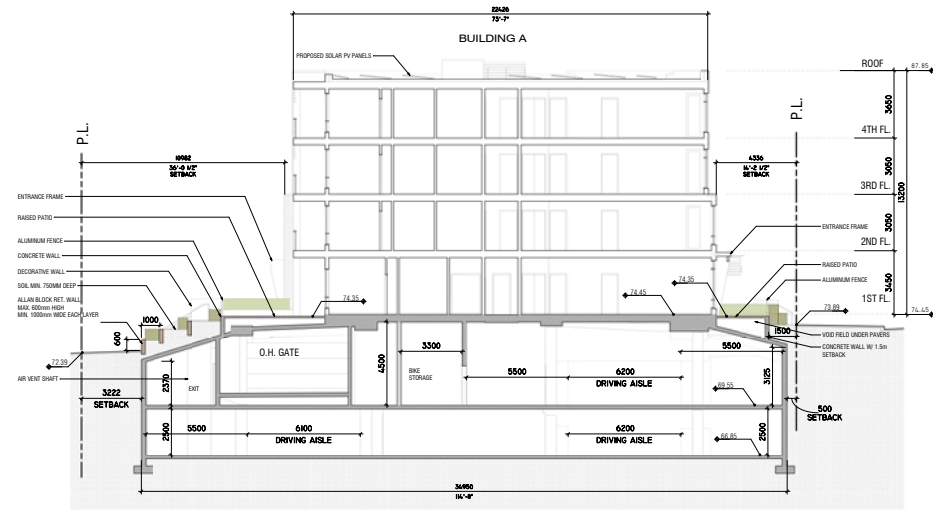 22426
73'-7"
BUILDING A
PROPOSED SOLAR PV PANELS
ROOF
87.85
P.L.
P.L.
3650
4TH FL.
10982
36'-0 1/2"
SETBACK
4336
14'-2 1/2"
SETBACK
3050
3RD FL.
13200
ENTRANCE FRAME
RAISED PATIO
ALUMINUM FENCE
CONCRETE WALL
DECORATIVE WALL
SOIL MIN. 750MM DEEP
ALLAN BLOCK RET. WALL
MAX. 600mm HIGH
MIN. 1000mm WIDE EACH LAYER
3050
ENTRANCE FRAME
2ND FL.
RAISED PATIO
ALUMINUM FENCE
3450
1ST FL.
74.35
74.45
74.35
73.89
74.45
1000
600
1500
VOID FIELD UNDER PAVERS
CONCRETE WALL W/ 1.5m
SETBACK
72.39
AIR VENT SHAFT
O.H. GATE
EXIT
2370
4500
3300
BIKE
STORAGE
5500
6200
DRIVING AISLE
5500
3125
69.55
3222
SETBACK
500
SETBACK
2500
5500
6100
DRIVING AISLE
6200
DRIVING AISLE
66.85
2500
34950
114'-8"